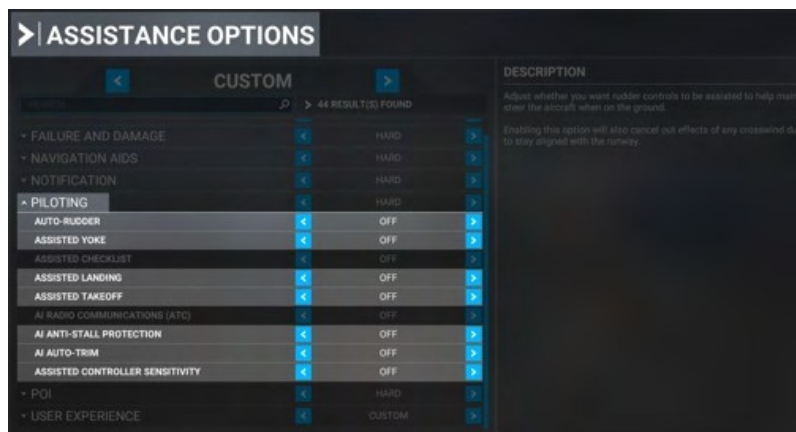 ASSISTANCE OPTIONS
CUSTOM
DESCRIPTION
44 RESULT(S) FOUND
Adjust whether you want rudder controls to be assisted to help
steer the aircraft when on the ground.
Enabling this option will also cancel out effects of any crosswind
to stay aligned with the runway.
FAILURE AND DAMAGE HARD
NAVIGATION AIDS HARD
NOTIFICATION HARD
PILOTING HARD
AUTO-RUDDER OFF
ASSISTED YOKE OFF
ASSISTED CHECKLIST OFF
ASSISTED LANDING OFF
ASSISTED TAKEOFF OFF
AI RADIO COMMUNICATIONS (ATC) OFF
AI ANTI-STALL PROTECTION OFF
AI AUTO-TRIM OFF
ASSISTED CONTROLLER SENSITIVITY OFF
POI HARD
USER EXPERIENCE CUSTOM